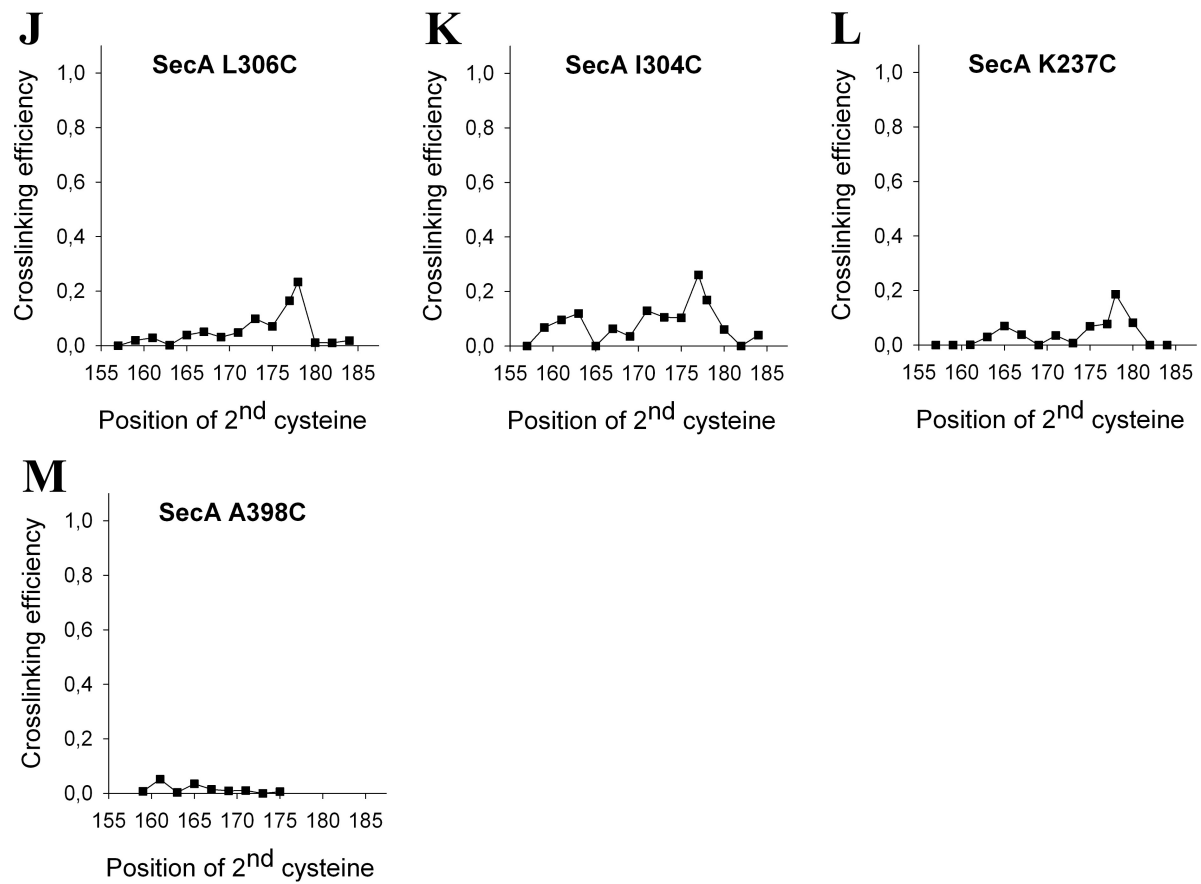 J
SecA L306C
Crosslinking efficiency
1,0
0,8
0,6
0,4
0,2
0,0
155 160 165 170 175 180 185
Position of 2nd cysteine
K
SecA I304C
Crosslinking efficiency
1,0
0,8
0,6
0,4
0,2
0,0
155 160 165 170 175 180 185
Position of 2nd cysteine
L
SecA K237C
Crosslinking efficiency
1,0
0,8
0,6
0,4
0,2
0,0
155 160 165 170 175 180 185
Position of 2nd cysteine
M
SecA A398C
Crosslinking efficiency
1,0
0,8
0,6
0,4
0,2
0,0
155 160 165 170 175 180 185
Position of 2nd cysteine